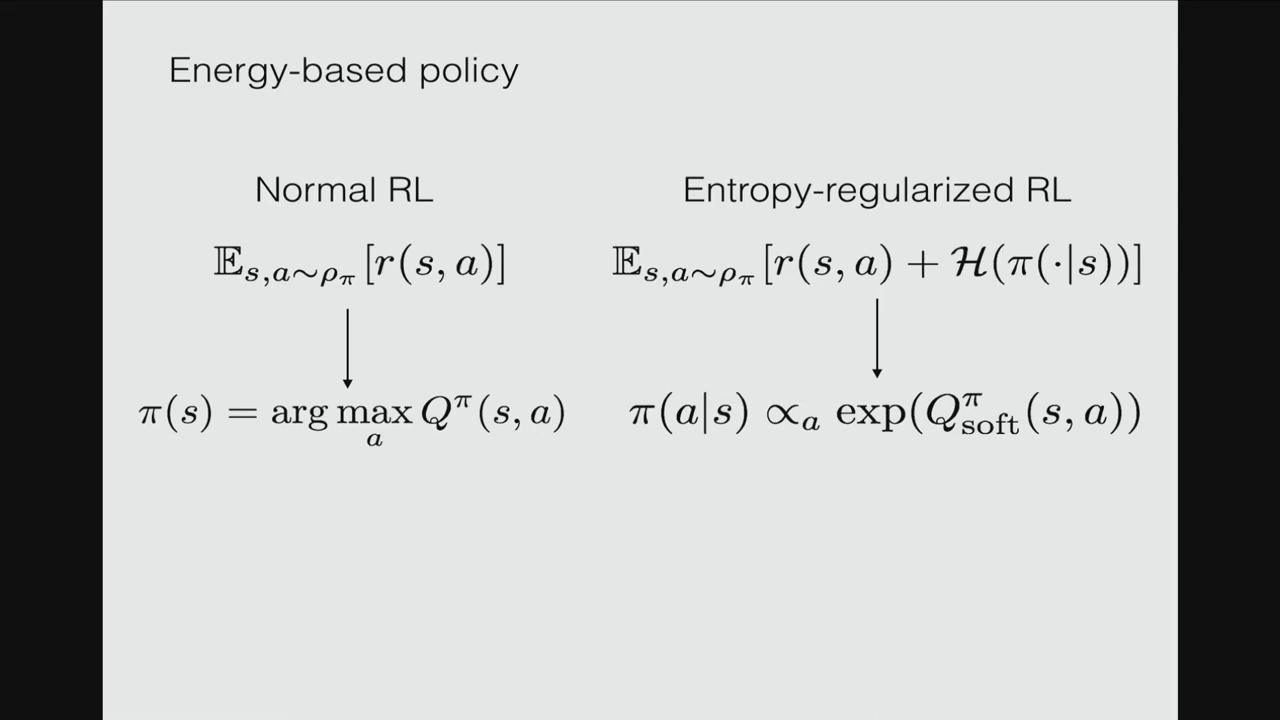 Energy-based policy
Normal RL
Entropy-regularized RL
𝔼_{s,a∼ρ_π}[r(s, a)]
𝔼_{s,a∼ρ_π}[r(s, a) + ℋ(π(·|s))]
π(s) = arg max_a Q^π(s, a)
π(a|s) ∝_a exp(Q^π_soft(s, a))